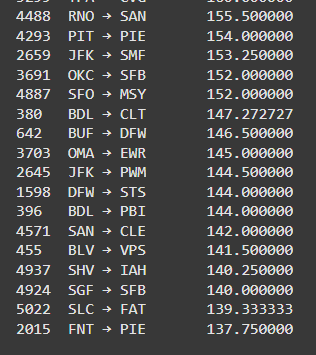 4488 RNO → SAN 155.500000
4293 PIT → PIE 154.000000
2659 JFK → SMF 153.250000
3691 OKC → SFB 152.000000
4887 SFO → MSY 152.000000
380 BDL → CLT 147.272727
642 BUF → DFW 146.500000
3703 OMA → EWR 145.000000
2645 JFK → PWM 144.500000
1598 DFW → STS 144.000000
396 BDL → PBI 144.000000
4571 SAN → CLE 142.000000
455 BLV → VPS 141.500000
4937 SHV → IAH 140.250000
4924 SGF → SFB 140.000000
5022 SLC → FAT 139.333333
2015 FNT → PIE 137.750000